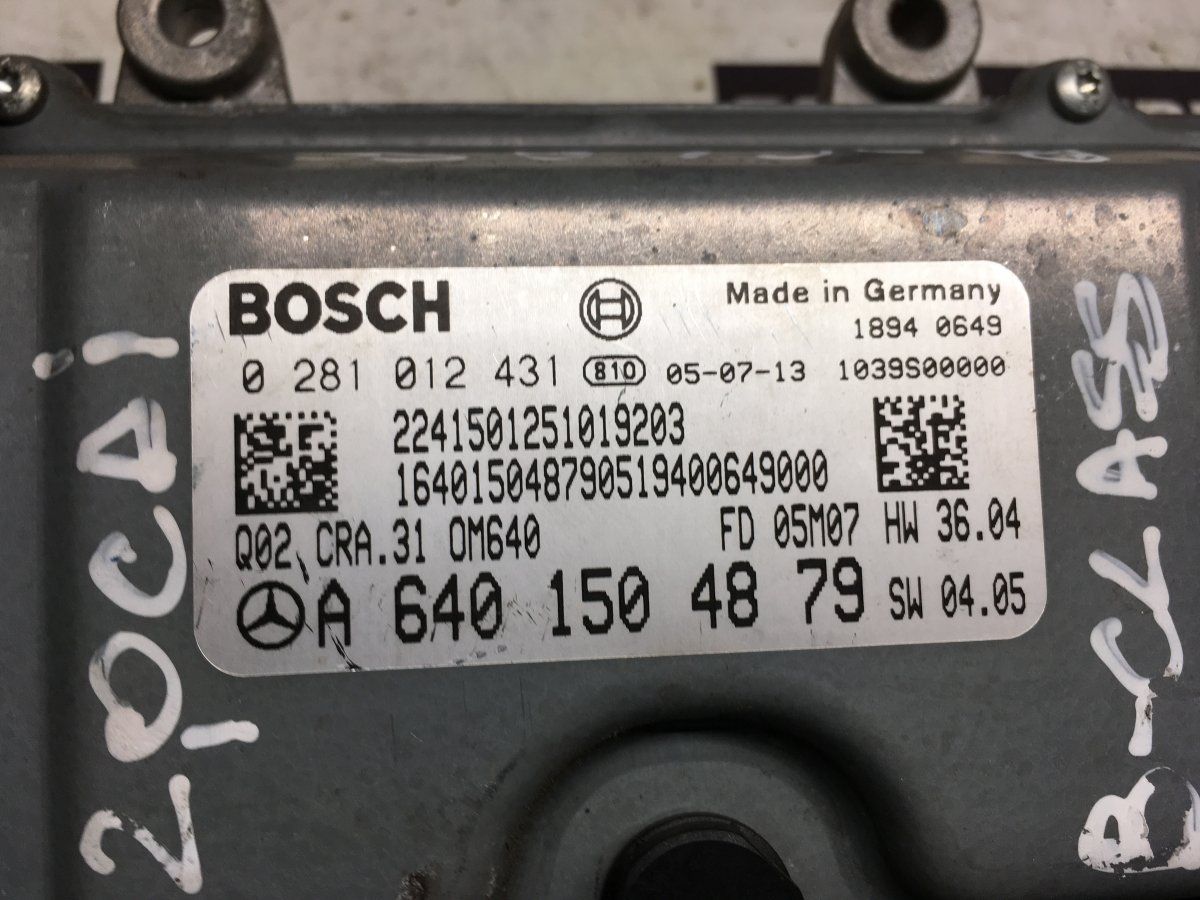 BOSCH
Made in Germany
1894 0649
0 281 012 431 810 05-07-13 1039S00000
2241501251019203
164015048790519400649000
Q02 CRA.31 OM640 FD 05M07 HW 36.04
A 640 150 48 79 SW 04.05
2,0CDI
B-CLASS